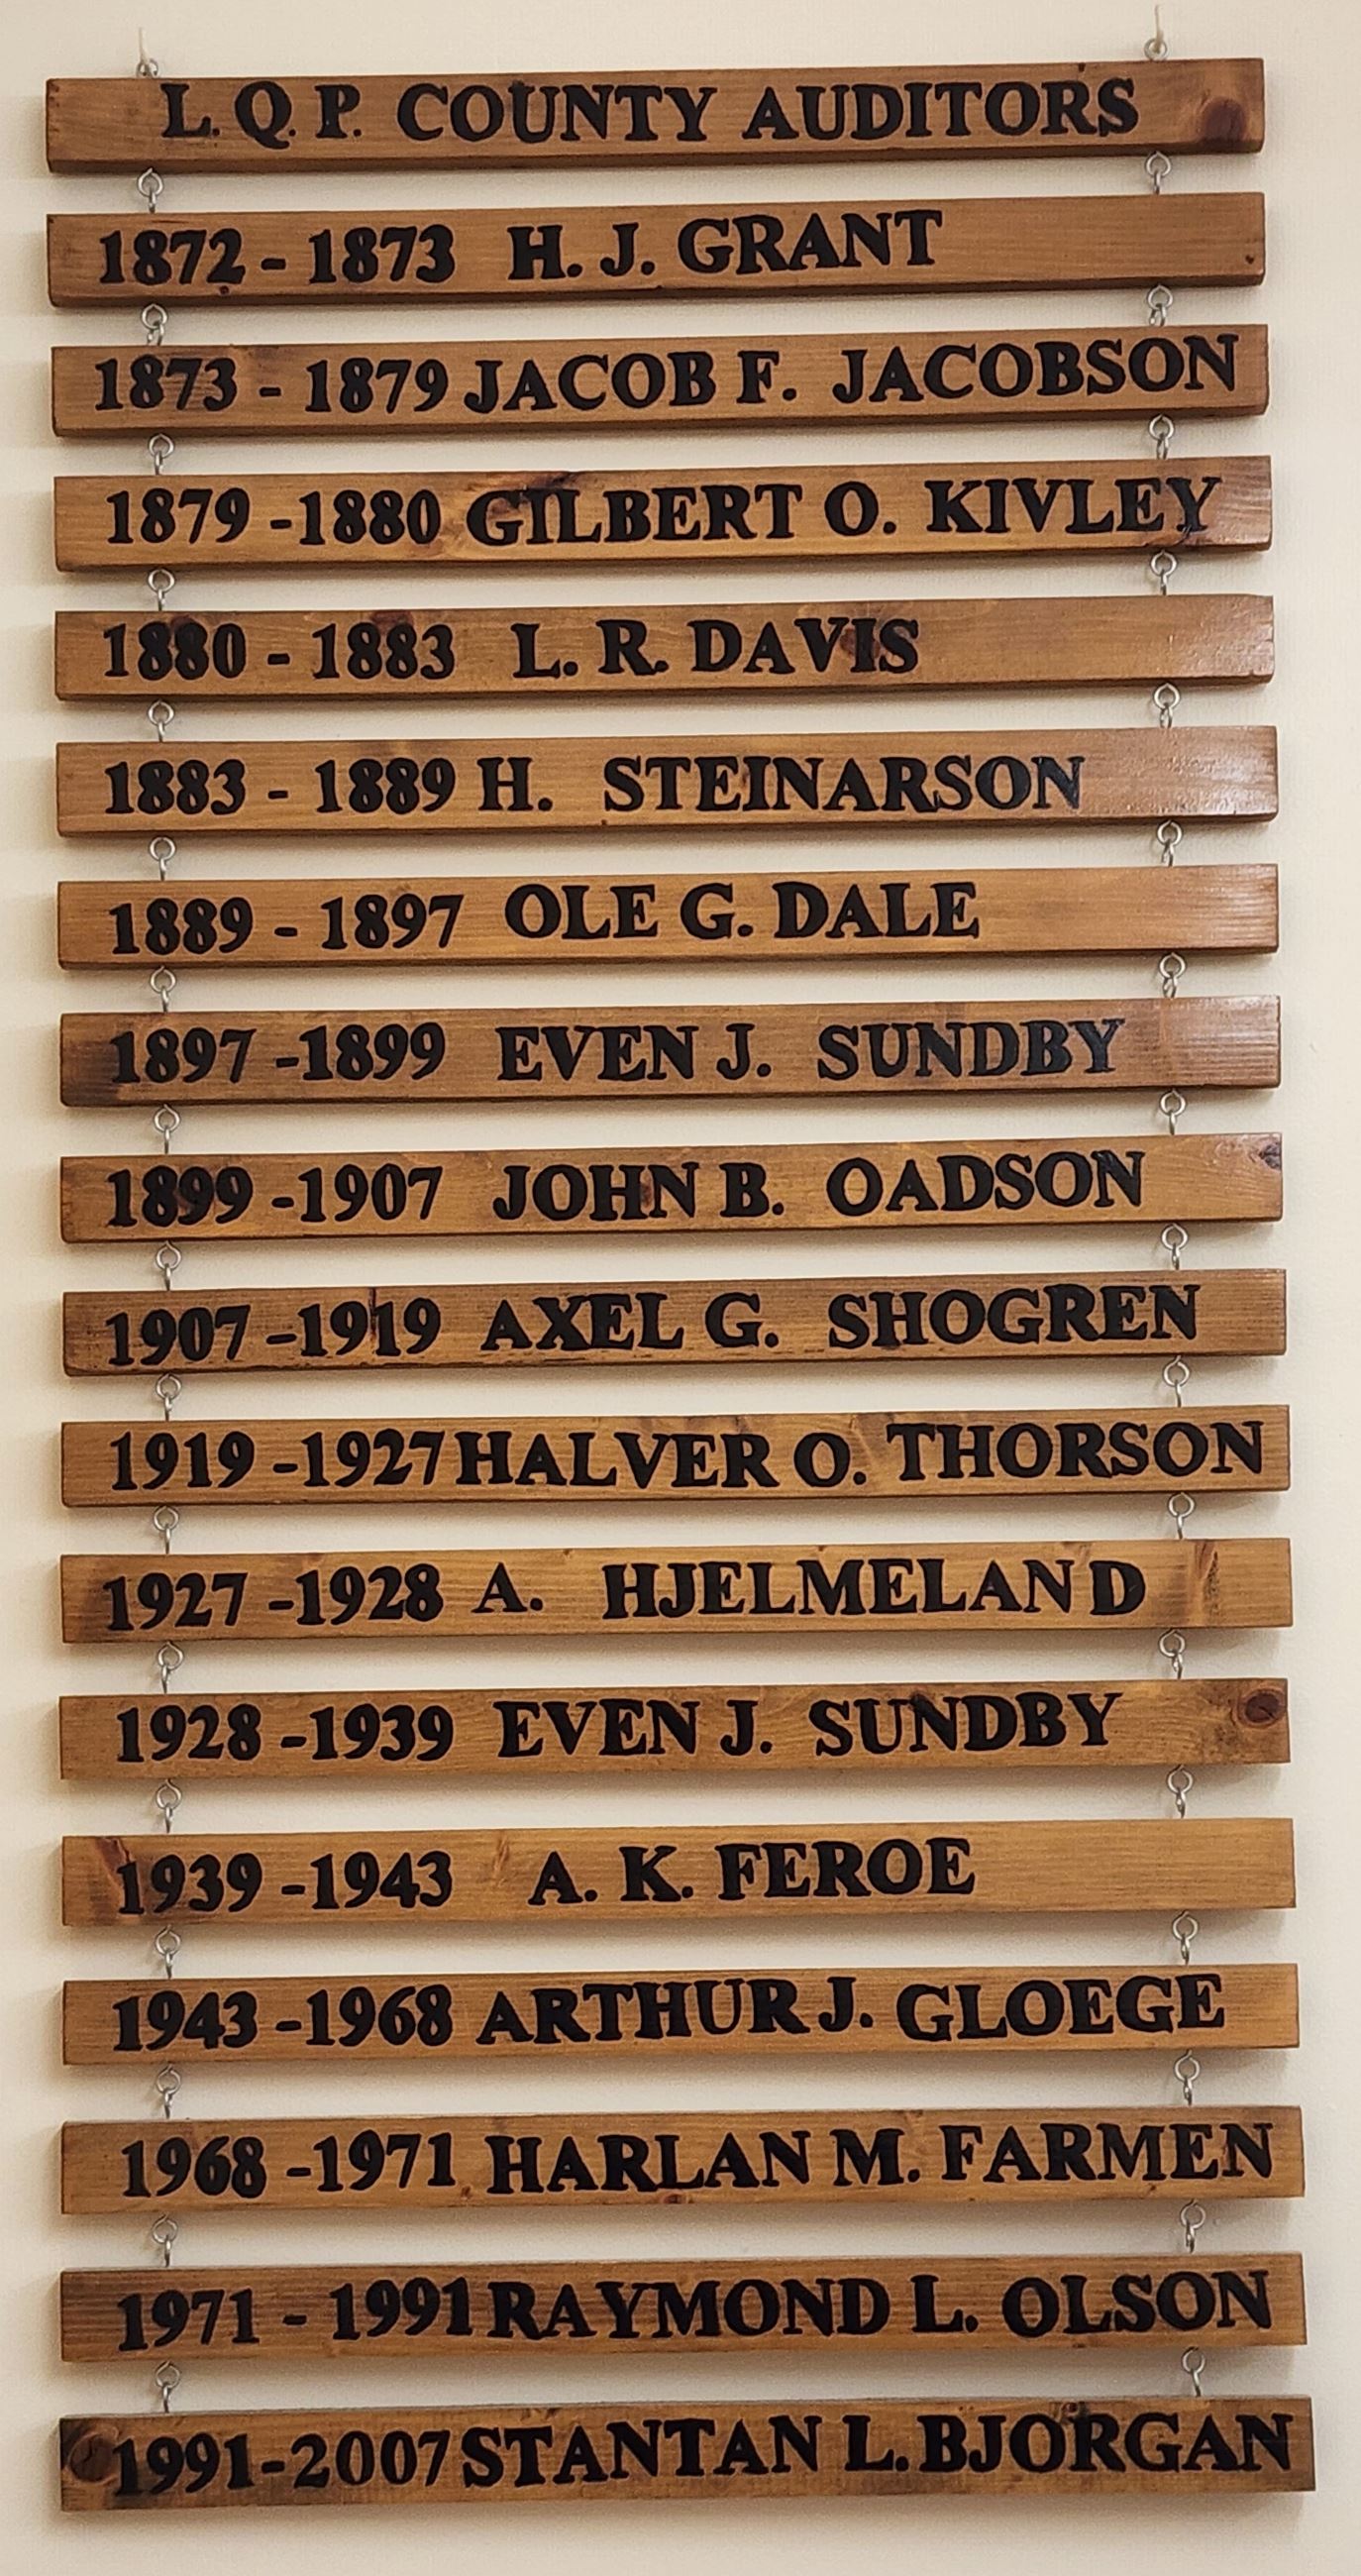 L. Q. P. COUNTY AUDITORS
1872 - 1873 H. J. GRANT
1873 - 1879 JACOB F. JACOBSON
1879 -1880 GILBERT O. KIVLEY
1880 - 1883 L. R. DAVIS
1883 - 1889 H. STEINARSON
1889 - 1897 OLE G. DALE
1897 -1899 EVEN J. SUNDBY
1899 -1907 JOHN B. OADSON
1907 -1919 AXEL G. SHOGREN
1919 -1927 HALVER O. THORSON
1927 -1928 A. HJELMELAND
1928 -1939 EVEN J. SUNDBY
1939 -1943 A. K. FEROE
1943 -1968 ARTHUR J. GLOEGE
1968 -1971 HARLAN M. FARMEN
1971 - 1991 RAYMOND L. OLSON
1991-2007 STANTAN L. BJORGAN